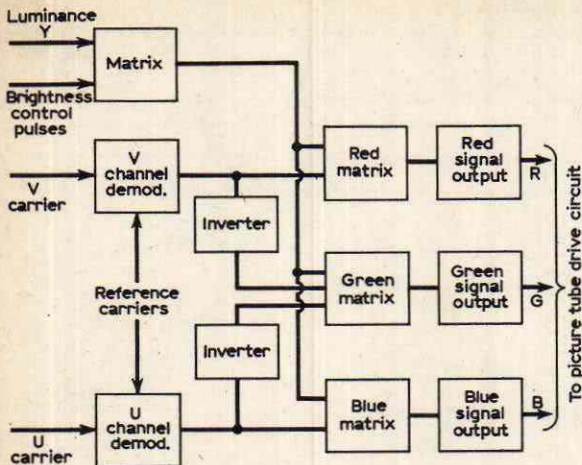 Luminance
Y
Matrix
Brightness
control
pulses
V
carrier
V
channel
demod.
Inverter
Red
matrix
Red
signal
output
R
Reference
carriers
Green
matrix
Green
signal
output
G
Inverter
U
carrier
U
channel
demod.
Blue
matrix
Blue
signal
output
B
To picture tube drive circuit